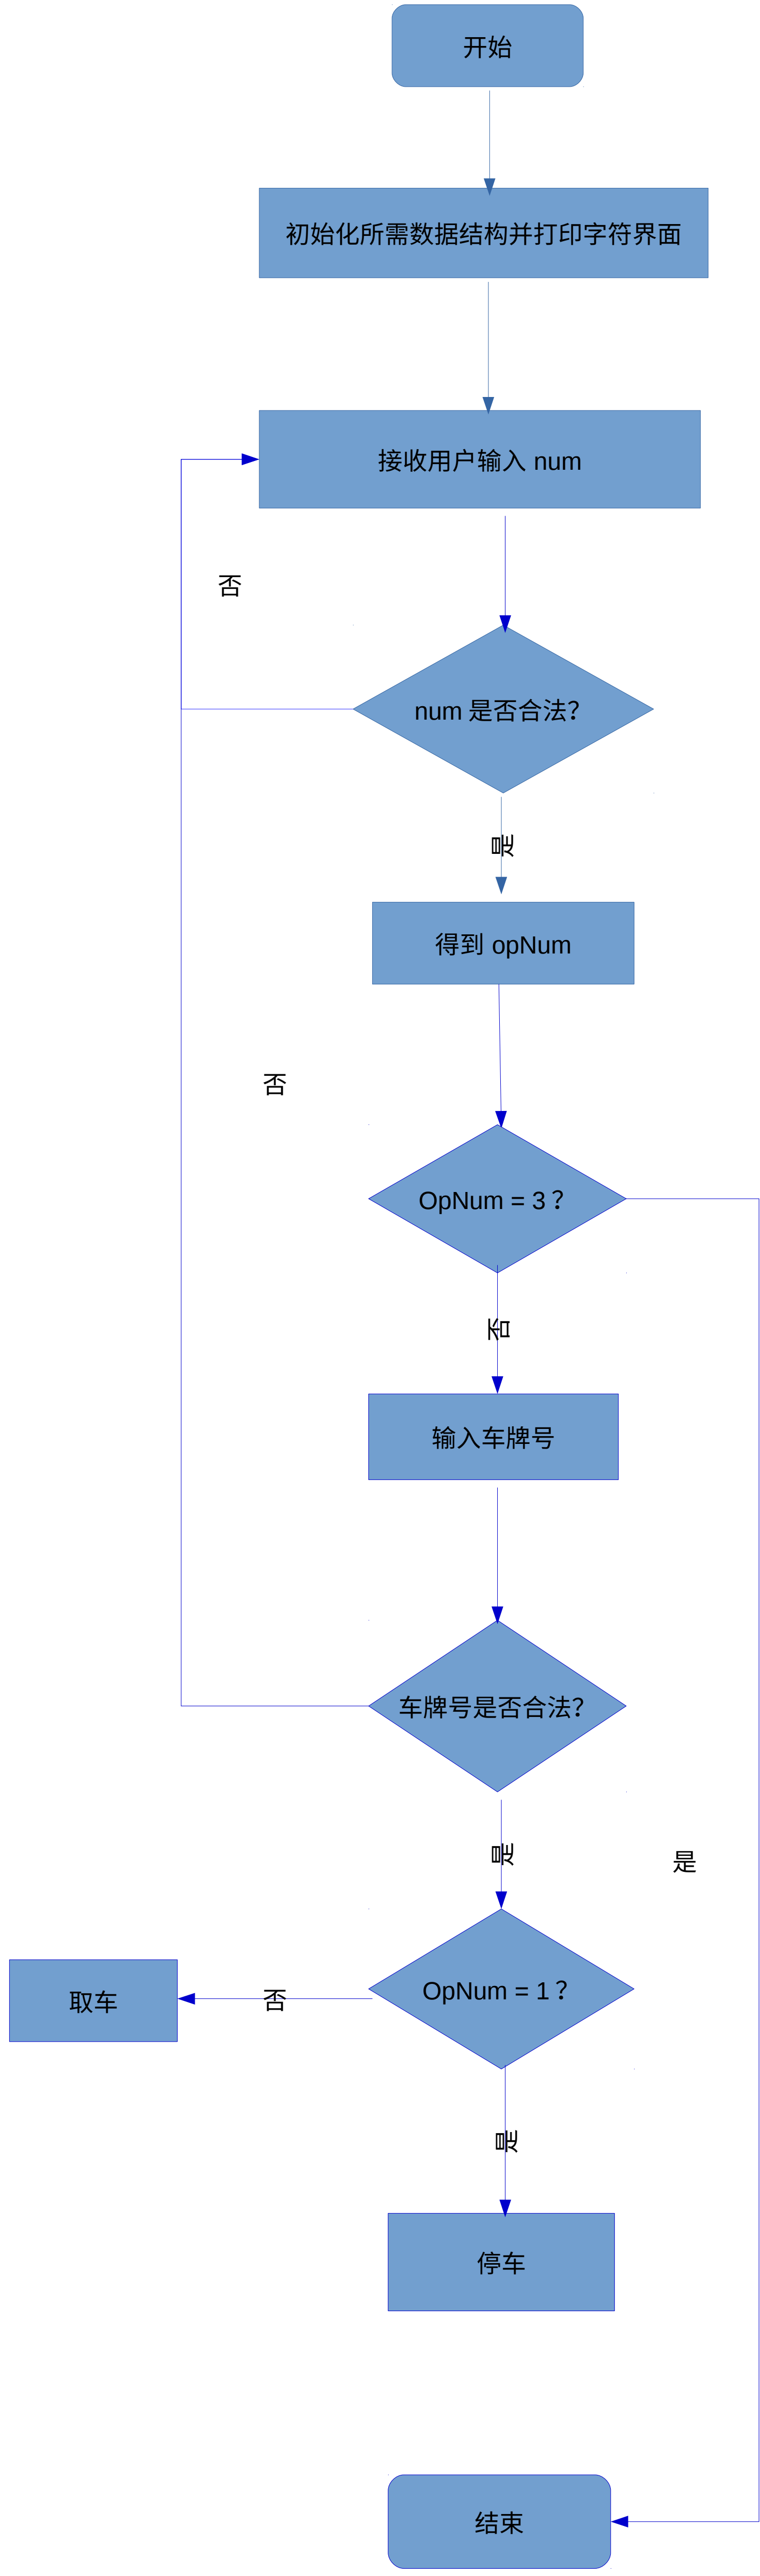 开始
初始化所需数据结构并打印字符界面
接收用户输入 num
否
num 是否合法？
是
得到 opNum
否
OpNum = 3？
否
输入车牌号
车牌号是否合法？
是
是
OpNum = 1？
取车
否
是
停车
结束